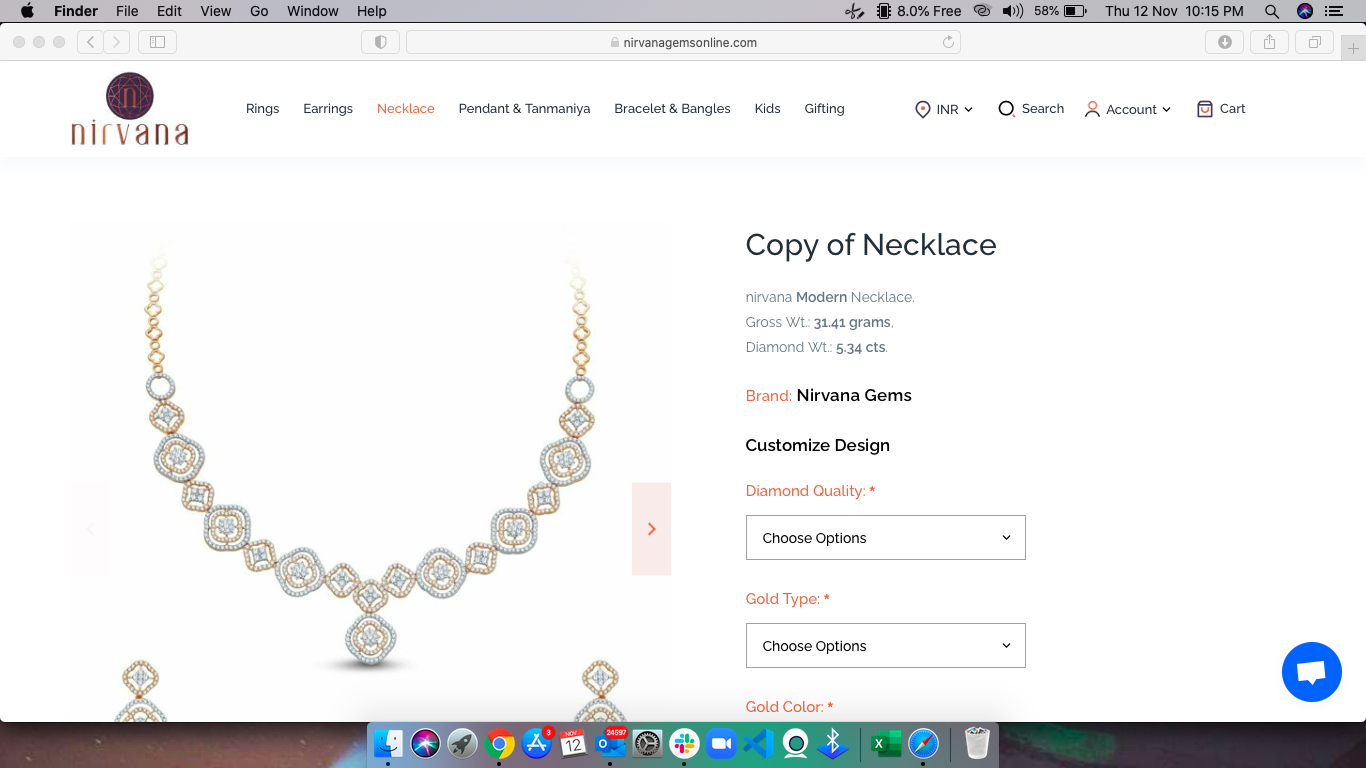 Finder File Edit View Go Window Help 8.0% Free 58% Thu 12 Nov 10:15 PM
nirvanagemsonline.com
n
nirvana
Rings Earrings Necklace Pendant & Tanmaniya Bracelet & Bangles Kids Gifting INR Search Account Cart
Copy of Necklace
nirvana Modern Necklace.
Gross Wt.: 31.41 grams,
Diamond Wt.: 5.34 cts.
Brand: Nirvana Gems
Customize Design
Diamond Quality: *
Choose Options
Gold Type: *
Choose Options
Gold Color: *
3
NOV
12
24597